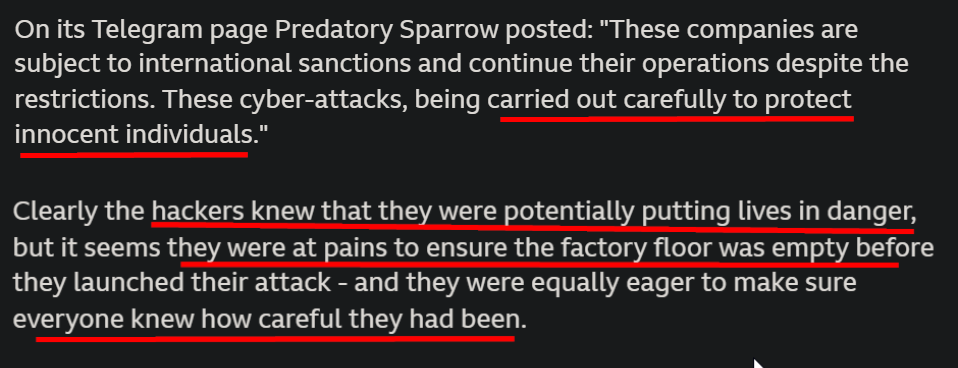 On its Telegram page Predatory Sparrow posted: "These companies are
subject to international sanctions and continue their operations despite the
restrictions. These cyber-attacks, being carried out carefully to protect
innocent individuals."
Clearly the hackers knew that they were potentially putting lives in danger,
but it seems they were at pains to ensure the factory floor was empty before
they launched their attack - and they were equally eager to make sure
everyone knew how careful they had been.